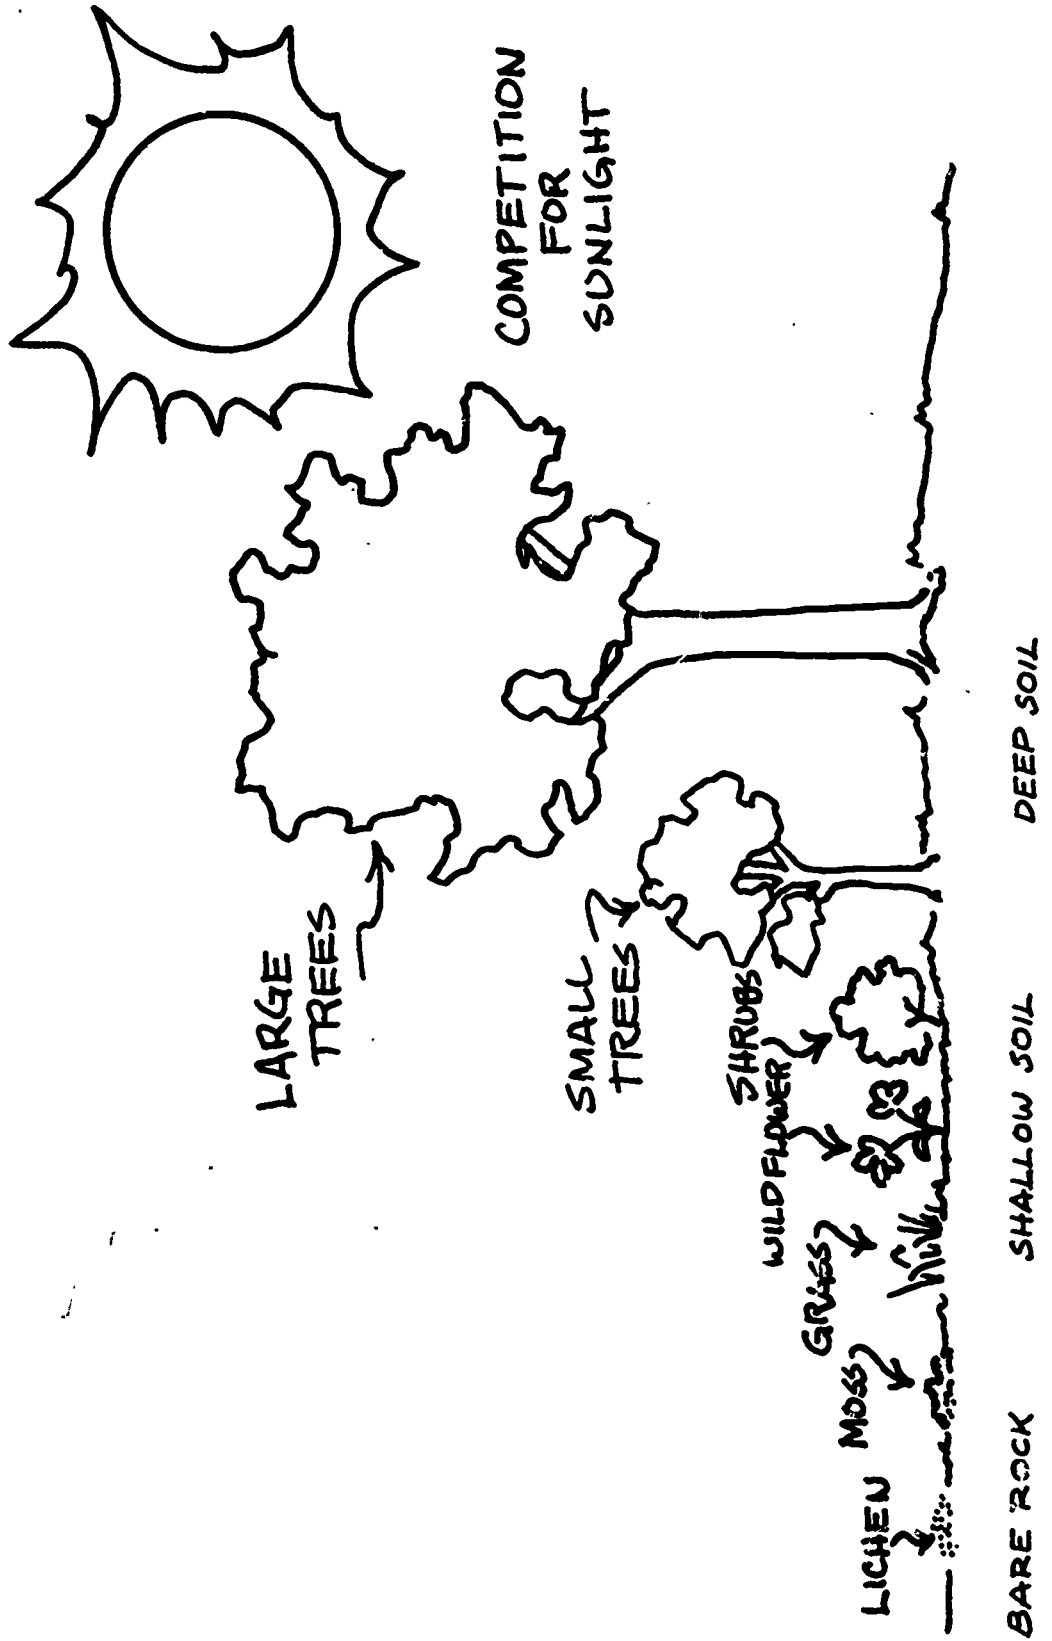 COMPETITION
FOR
SUNLIGHT
LARGE
TREES
SMALL
TREES
SHRUBS
WILDFLOWER
GRASS
MOSS
LICHEN
BARE ROCK
SHALLOW SOIL
DEEP SOIL